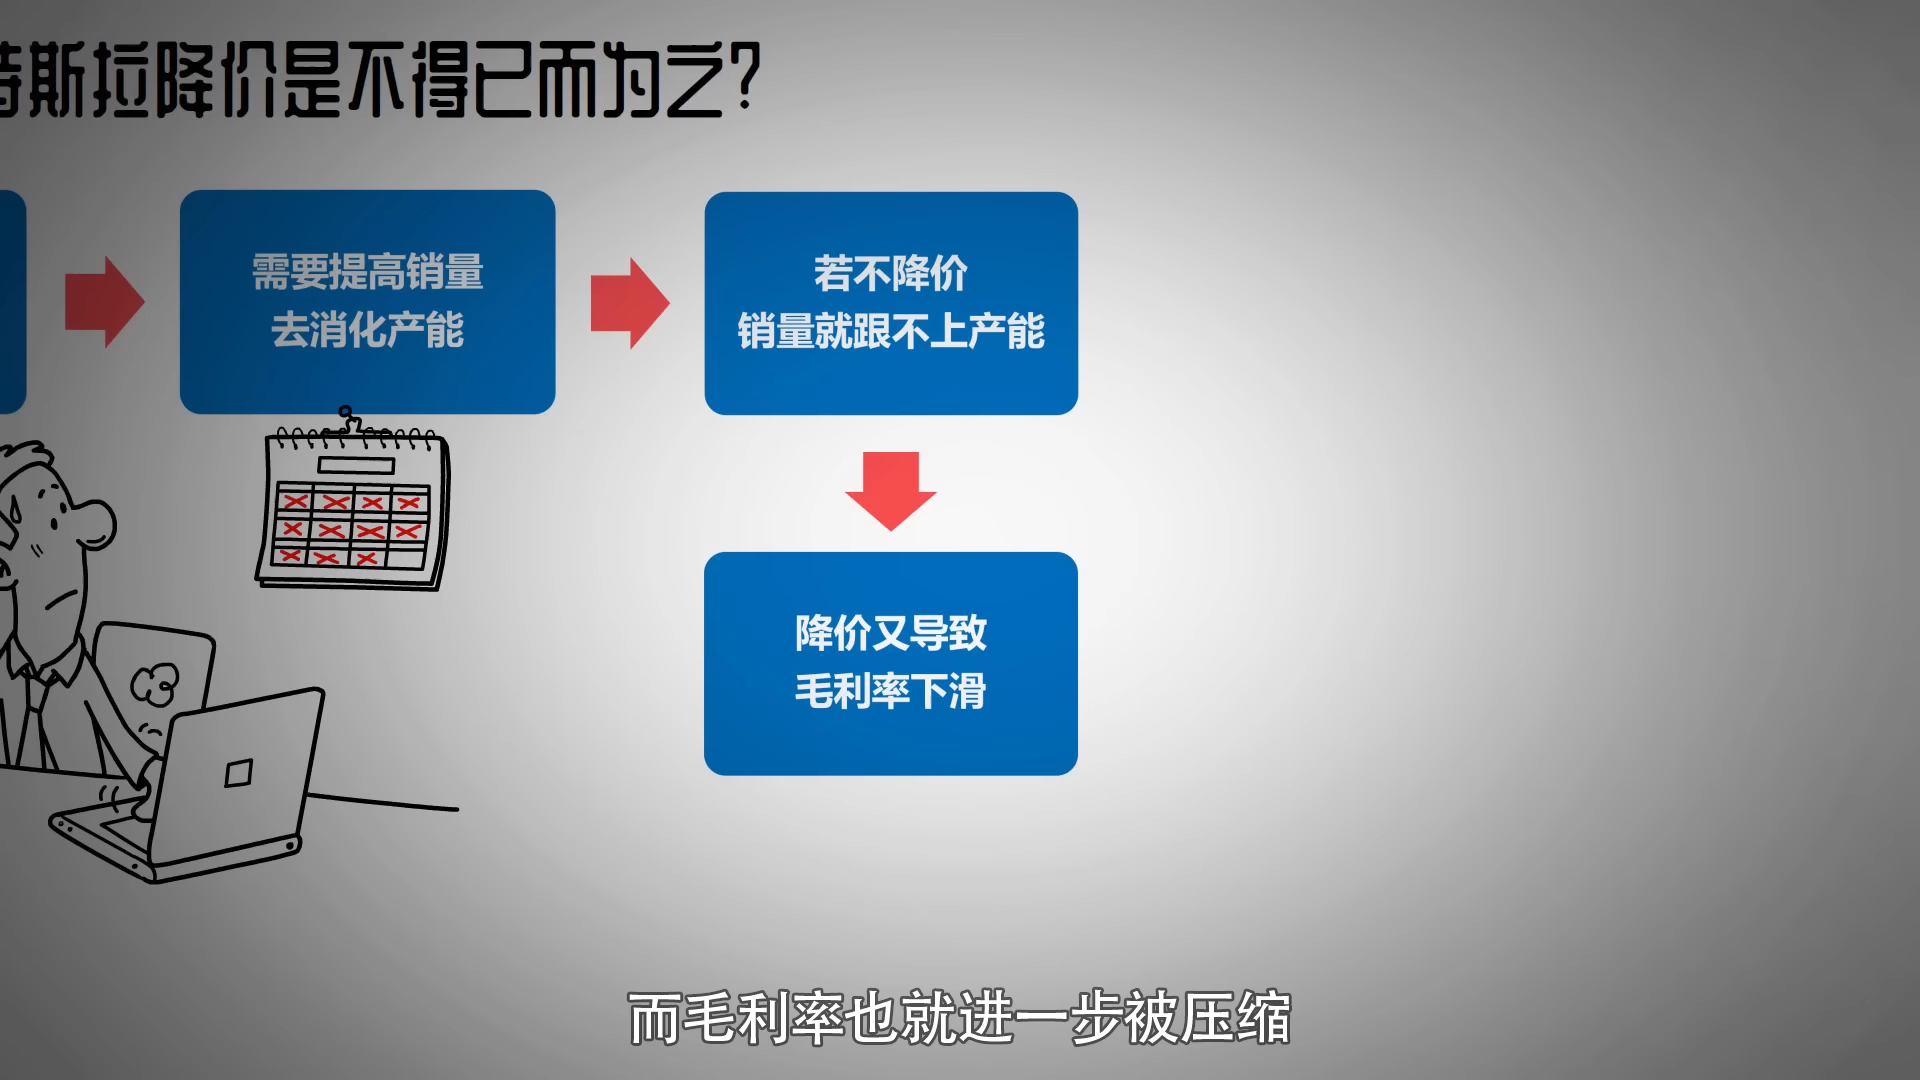 斯拉降价是不得已而为之?
需要提高销量
去消化产能
若不降价
销量就跟不上产能
降价又导致
毛利率下滑
而毛利率也就进一步被压缩